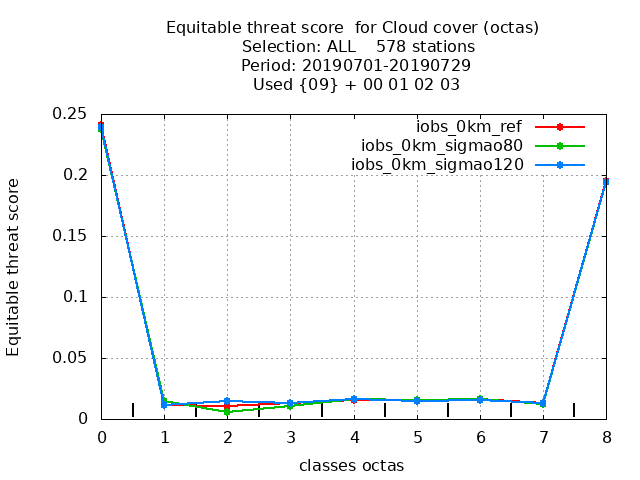 Equitable threat score  for Cloud cover (octas)
Selection: ALL    578 stations
Period: 20190701-20190729
Used {09} + 00 01 02 03
iobs_0km_ref
iobs_0km_sigmao80
iobs_0km_sigmao120
Equitable threat score
0.25
0.2
0.15
0.1
0.05
0
0 1 2 3 4 5 6 7 8
classes octas